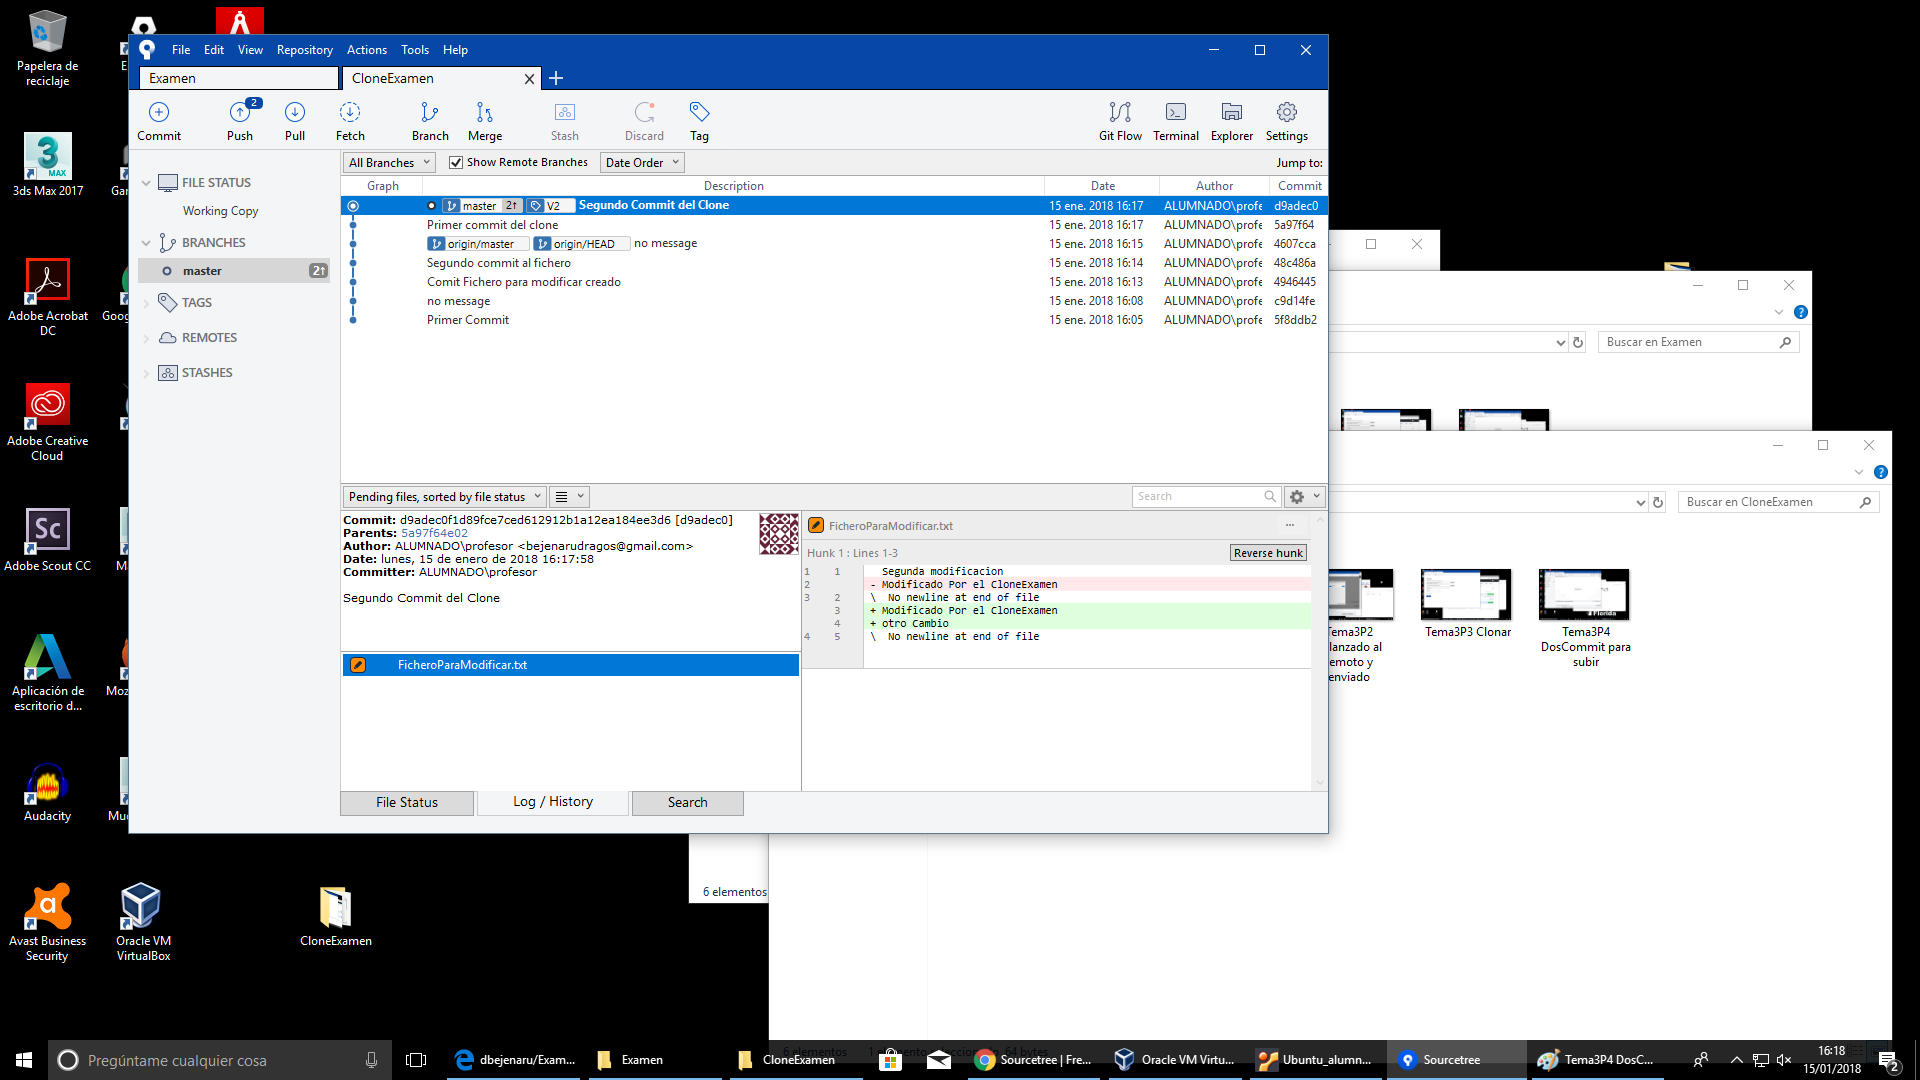 Papelera de
reciclaje
3ds Max 2017
Adobe Acrobat
DC
Adobe Creative
Cloud
Adobe Scout CC
Aplicación de
escritorio d...
Audacity
Avast Business
Security
Oracle VM
VirtualBox
CloneExamen
File Edit View Repository Actions Tools Help
Examen
CloneExamen
Commit
2
Push
Pull
Fetch
Branch
Merge
Stash
Discard
Tag
Git Flow
Terminal
Explorer
Settings
FILE STATUS
Working Copy
BRANCHES
master 2↑
TAGS
REMOTES
STASHES
All Branches
Show Remote Branches
Date Order
Jump to:
Graph Description Date Author Commit
master 2↑ V2 Segundo Commit del Clone 15 ene. 2018 16:17 ALUMNADO\profe d9adec0
Primer commit del clone 15 ene. 2018 16:17 ALUMNADO\profe 5a97f64
origin/master origin/HEAD no message 15 ene. 2018 16:15 ALUMNADO\profe 4607cca
Segundo commit al fichero 15 ene. 2018 16:14 ALUMNADO\profe 48c486a
Comit Fichero para modificar creado 15 ene. 2018 16:13 ALUMNADO\profe 4946445
no message 15 ene. 2018 16:08 ALUMNADO\profe c9d14fe
Primer Commit 15 ene. 2018 16:05 ALUMNADO\profe 5f8ddb2
Pending files, sorted by file status
Search
Commit: d9adec0f1d89fce7ced612912b1a12ea184ee3d6 [d9adec0]
Parents: 5a97f64e02
Author: ALUMNADO\profesor <bejenarudragos@gmail.com>
Date: lunes, 15 de enero de 2018 16:17:58
Committer: ALUMNADO\profesor
Segundo Commit del Clone
FicheroParaModificar.txt
FicheroParaModificar.txt
Hunk 1 : Lines 1-3
Reverse hunk
1 1 Segunda modificacion
2 - Modificado Por el CloneExamen
3 2 \ No newline at end of file
3 + Modificado Por el CloneExamen
4 + otro Cambio
4 5 \ No newline at end of file
File Status
Log / History
Search
Buscar en Examen
Buscar en CloneExamen
Tema3P2
lanzado al
emoto y
enviado
Tema3P3 Clonar
Tema3P4
DosCommit para
subir
6 elementos
Pregúntame cualquier cosa
dbejenaru/Exam...
Examen
CloneExamen
Sourcetree | Fre...
Oracle VM Virtu...
Ubuntu_alumn...
Sourcetree
Tema3P4 DosC...
16:18
15/01/2018
2